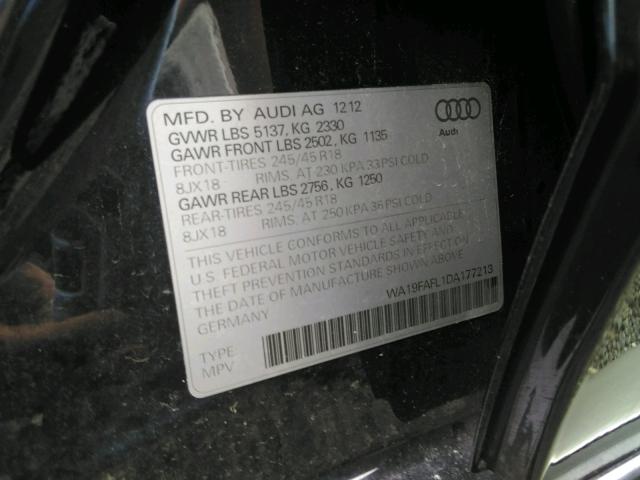 MFD. BY AUDI AG 12.12
GVWR LBS 5137, KG 2330
GAWR FRONT LBS 2502, KG 1135
FRONT-TIRES 245/45 R18
8JX18 RIMS, AT 230 KPA 33 PSI COLD
GAWR REAR LBS 2756, KG 1250
REAR-TIRES 245/45 R18
8JX18 RIMS, AT 250 KPA 36 PSI COLD
Audi
THIS VEHICLE CONFORMS TO ALL APPLICABLE
U.S. FEDERAL MOTOR VEHICLE SAFETY AND
THEFT PREVENTION STANDARDS IN EFFECT ON
THE DATE OF MANUFACTURE SHOWN ABOVE
GERMANY
WA19FAFL1DA177213
TYPE
MPV